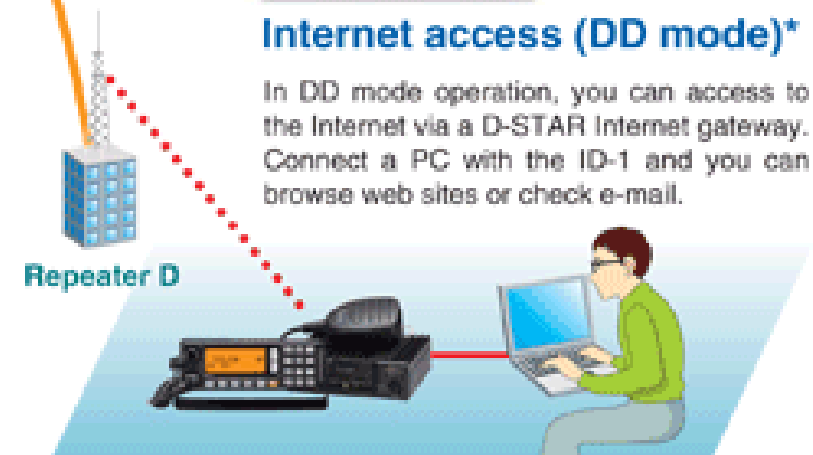 Internet access (DD mode)*
In DD mode operation, you can access to
the Internet via a D-STAR Internet gateway.
Connect a PC with the ID-1 and you can
browse web sites or check e-mail.
Repeater D